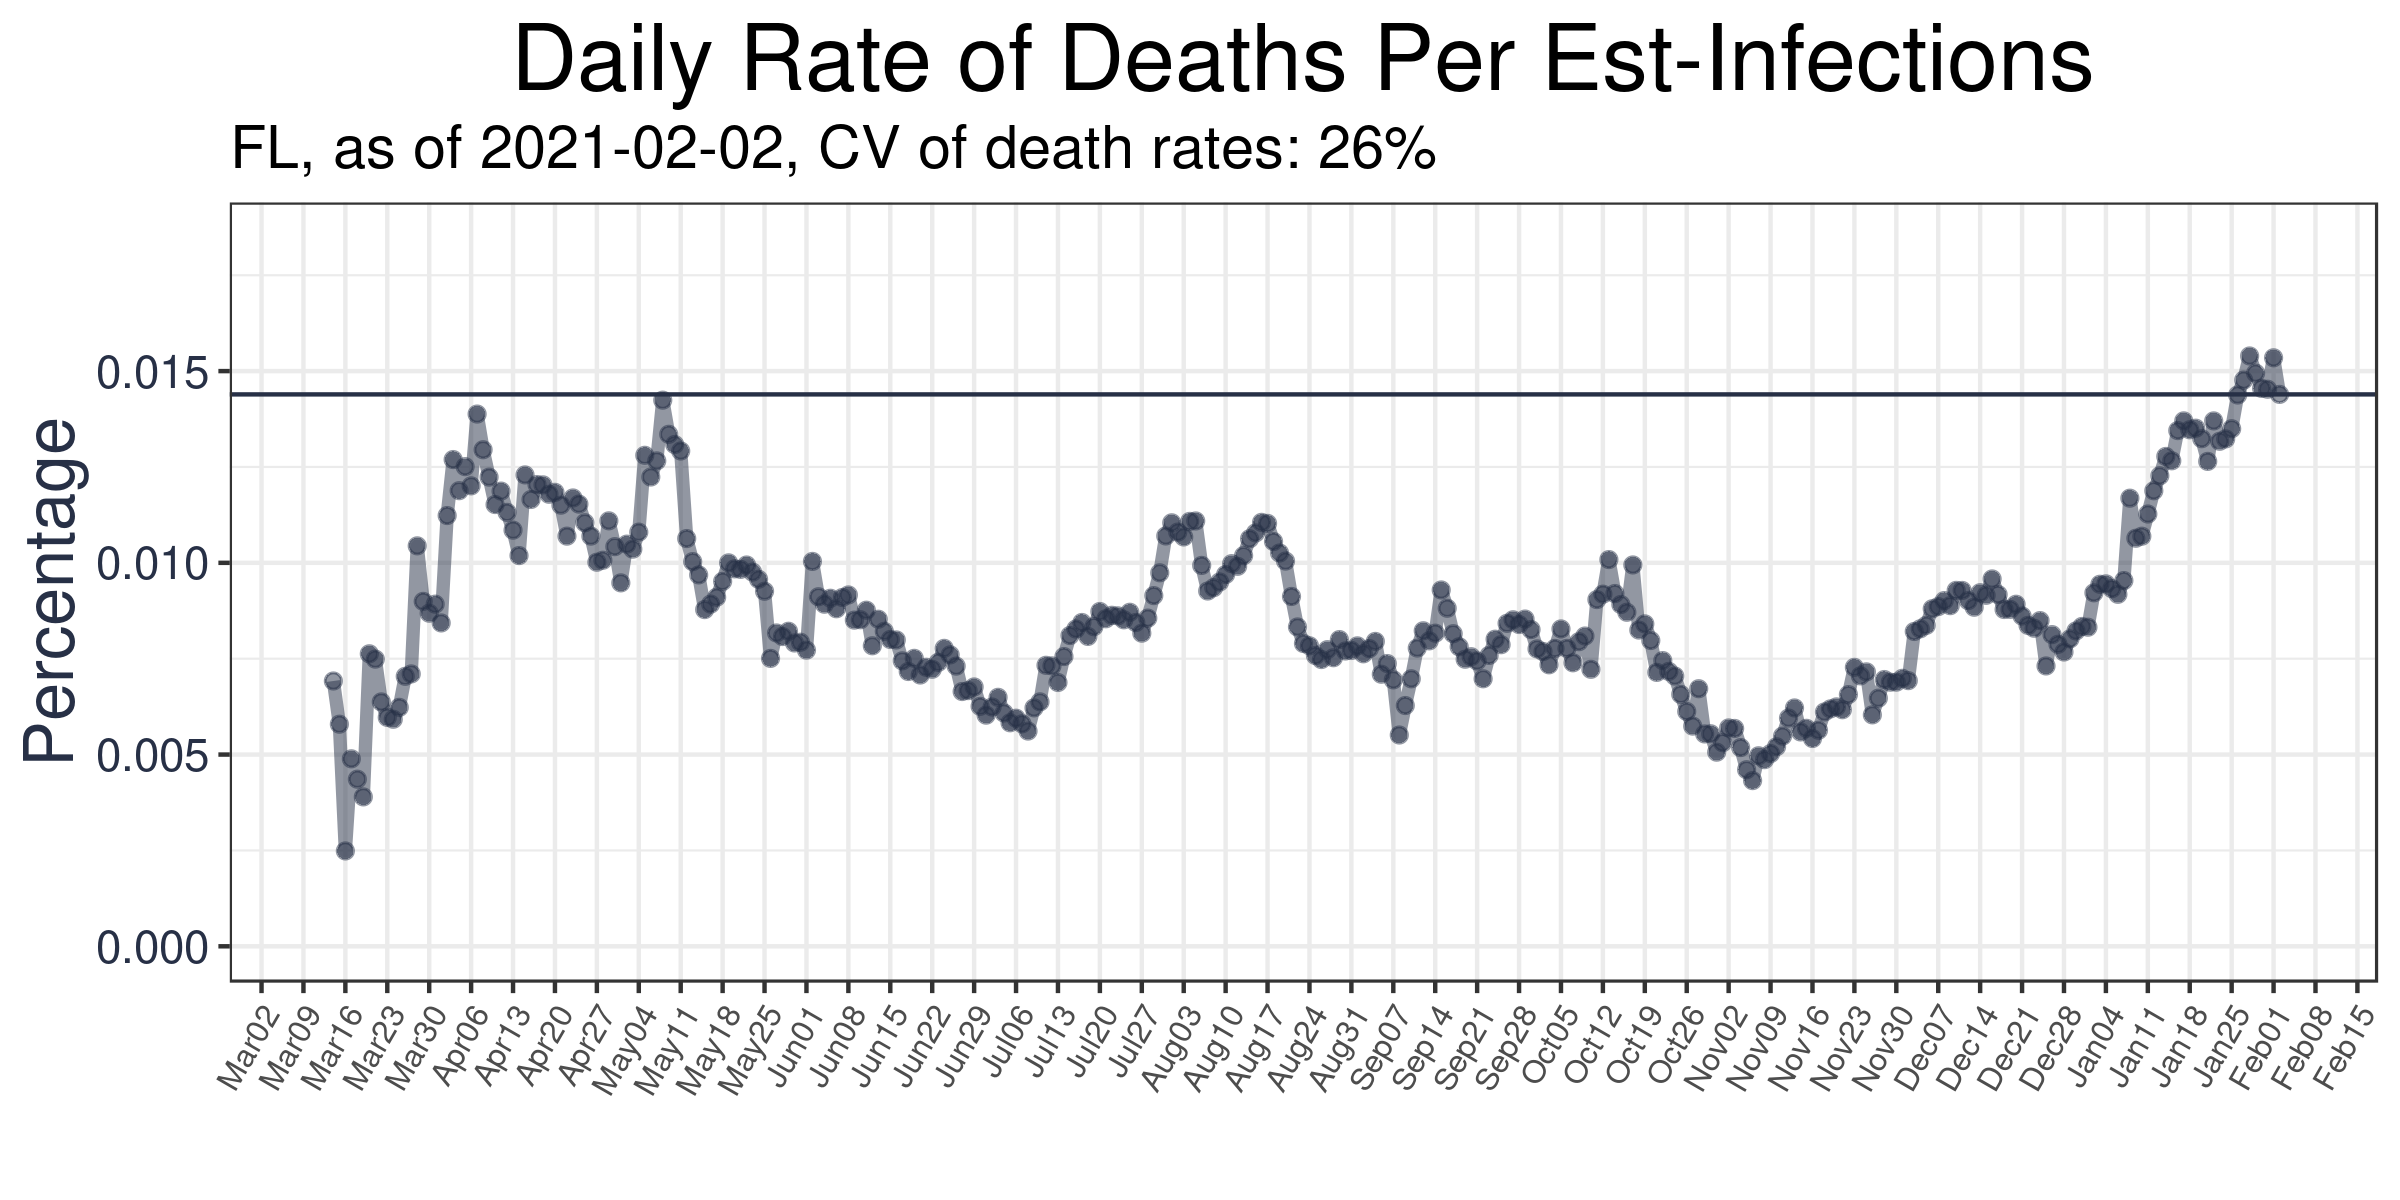 Daily Rate of Deaths Per Est-Infections
FL, as of 2021-02-02, CV of death rates: 26%
Percentage
0.015
0.010
0.005
0.000
Mar02
Mar09
Mar16
Mar23
Mar30
Apr06
Apr13
Apr20
Apr27
May04
May11
May18
May25
Jun01
Jun08
Jun15
Jun22
Jun29
Jul06
Jul13
Jul20
Jul27
Aug03
Aug10
Aug17
Aug24
Aug31
Sep07
Sep14
Sep21
Sep28
Oct05
Oct12
Oct19
Oct26
Nov02
Nov09
Nov16
Nov23
Nov30
Dec07
Dec14
Dec21
Dec28
Jan04
Jan11
Jan18
Jan25
Feb01
Feb08
Feb15